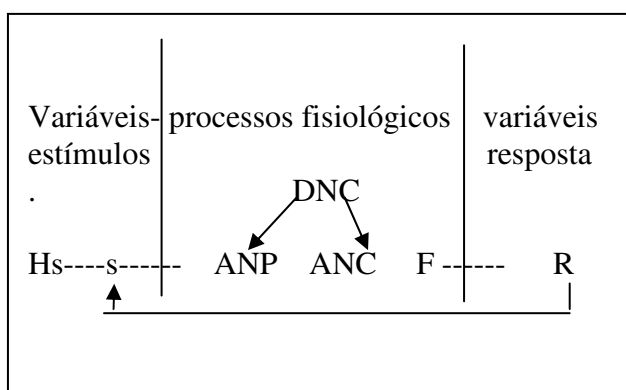 Variáveis- processos fisiológicos variáveis
estímulos resposta
.
DNC
Hs----s------ ANP ANC F ------ R